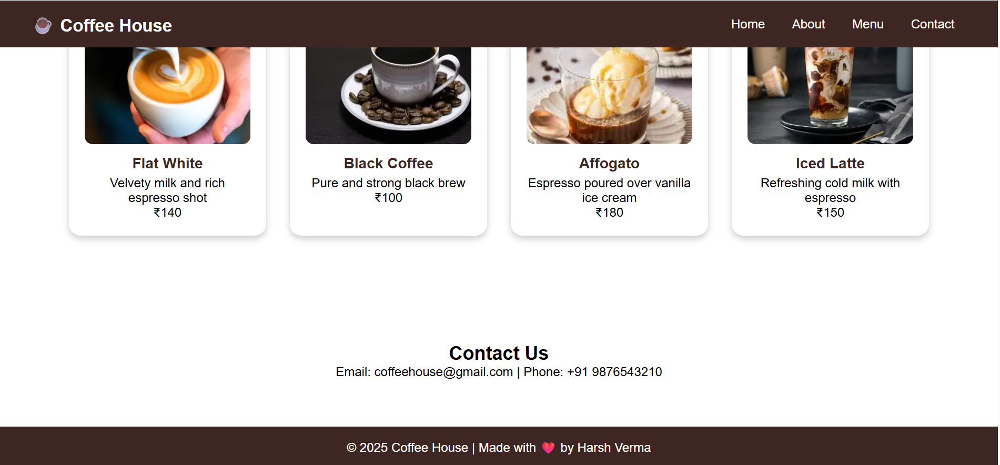 Coffee House
Home About Menu Contact
Flat White
Velvety milk and rich
espresso shot
₹140
Black Coffee
Pure and strong black brew
₹100
Affogato
Espresso poured over vanilla
ice cream
₹180
Iced Latte
Refreshing cold milk with
espresso
₹150
Contact Us
Email: coffeehouse@gmail.com | Phone: +91 9876543210
© 2025 Coffee House | Made with ❤️ by Harsh Verma